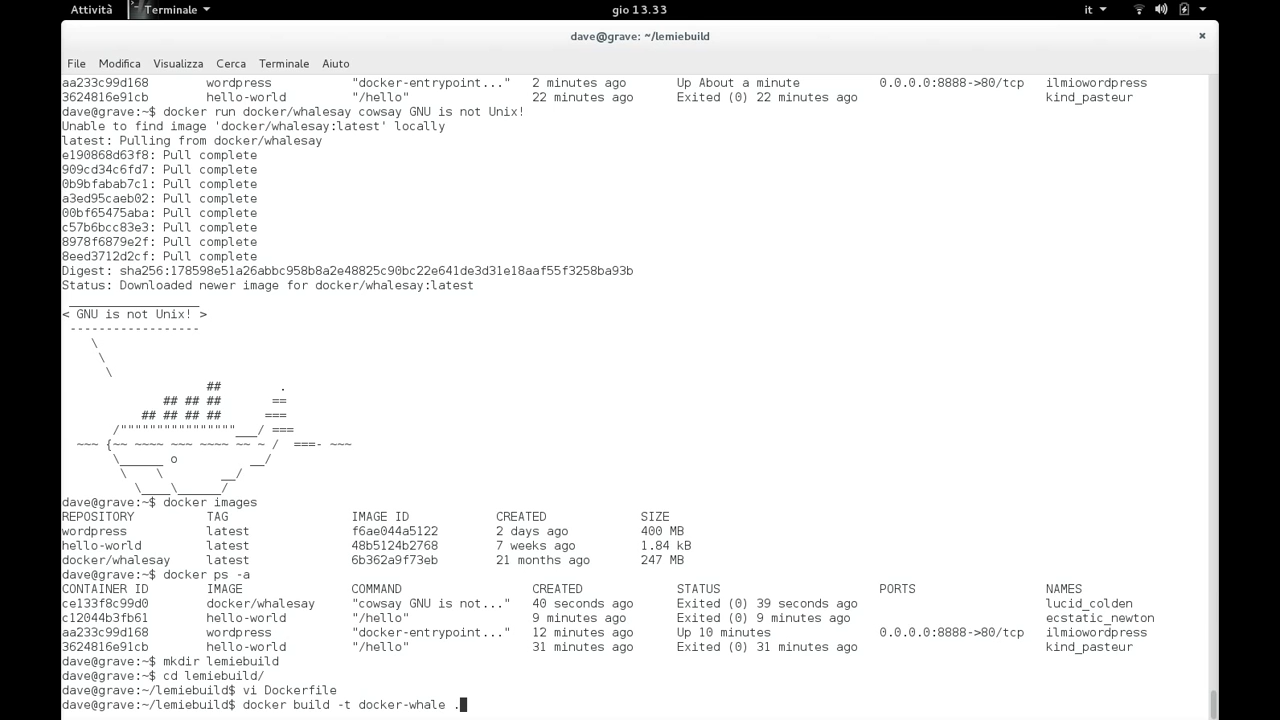 Attività Terminale gio 13.33 it
dave@grave: ~/lemiebuild ×
File Modifica Visualizza Cerca Terminale Aiuto
aa233c99d168        wordpress           "docker-entrypoint..."   2 minutes ago       Up About a minute           0.0.0.0:8888->80/tcp   ilmiowordpress
3624816e91cb        hello-world         "/hello"                 22 minutes ago      Exited (0) 22 minutes ago                          kind_pasteur
dave@grave:~$ docker run docker/whalesay cowsay GNU is not Unix!
Unable to find image 'docker/whalesay:latest' locally
latest: Pulling from docker/whalesay
e190868d63f8: Pull complete
909cd34c6fd7: Pull complete
0b9bfabab7c1: Pull complete
a3ed95caeb02: Pull complete
00bf65475aba: Pull complete
c57b6bcc83e3: Pull complete
8978f6879e2f: Pull complete
8eed3712d2cf: Pull complete
Digest: sha256:178598e51a26abbc958b8a2e48825c90bc22e641de3d31e18aaf55f3258ba93b
Status: Downloaded newer image for docker/whalesay:latest
 __________________
< GNU is not Unix! >
 ------------------
    \
     \
      \
                    ##        .
              ## ## ##       ==
           ## ## ## ##      ===
       /""""""""""""""""___/ ===
  ~~~ {~~ ~~~~ ~~~ ~~~~ ~~ ~ /  ===- ~~~
       \______ o          __/
        \    \        __/
          \____\______/
dave@grave:~$ docker images
REPOSITORY          TAG                 IMAGE ID            CREATED             SIZE
wordpress           latest              f6ae044a5122        2 days ago          400 MB
hello-world         latest              48b5124b2768        7 weeks ago         1.84 kB
docker/whalesay     latest              6b362a9f73eb        21 months ago       247 MB
dave@grave:~$ docker ps -a
CONTAINER ID        IMAGE               COMMAND                  CREATED             STATUS                      PORTS                  NAMES
ce133f8c99d0        docker/whalesay     "cowsay GNU is not..."   40 seconds ago      Exited (0) 39 seconds ago                          lucid_colden
c12044b3fb61        hello-world         "/hello"                 9 minutes ago       Exited (0) 9 minutes ago                           ecstatic_newton
aa233c99d168        wordpress           "docker-entrypoint..."   12 minutes ago      Up 10 minutes               0.0.0.0:8888->80/tcp   ilmiowordpress
3624816e91cb        hello-world         "/hello"                 31 minutes ago      Exited (0) 31 minutes ago                          kind_pasteur
dave@grave:~$ mkdir lemiebuild
dave@grave:~$ cd lemiebuild/
dave@grave:~/lemiebuild$ vi Dockerfile
dave@grave:~/lemiebuild$ docker build -t docker-whale .